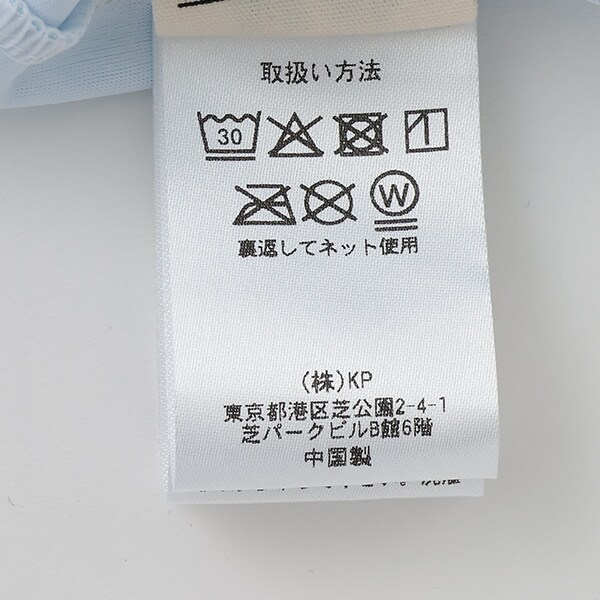 取扱い方法
30
W
裏返してネット使用
(株)KP
東京都港区芝公園2-4-1
芝パークビルB館6階
中国製